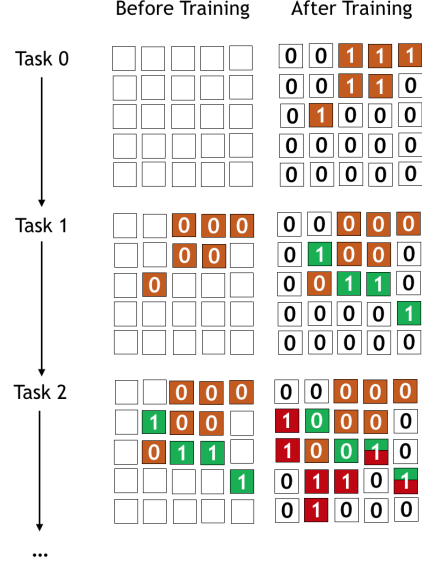 Before Training After Training
Task 0
0 0 1 1 1
0 0 1 1 0
0 1 0 0 0
0 0 0 0 0
0 0 0 0 0
Task 1
0 0 0 0 0 0 0 0
0 0 0 1 0 0 0
0 0 0 1 1 0
0 0 0 0 1
0 0 0 0 0
Task 2
0 0 0 0 0 0 0 0
1 0 0 1 0 0 0 0
0 1 1 1 0 0 1 0
1 0 1 1 0 1
0 1 0 0 0
...